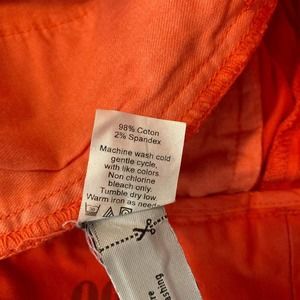 98% Coton
2% Spandex
Machine wash cold
gentle cycle,
with like colors.
Non chlorine
bleach only.
Tumble dry low.
Warm iron as neede